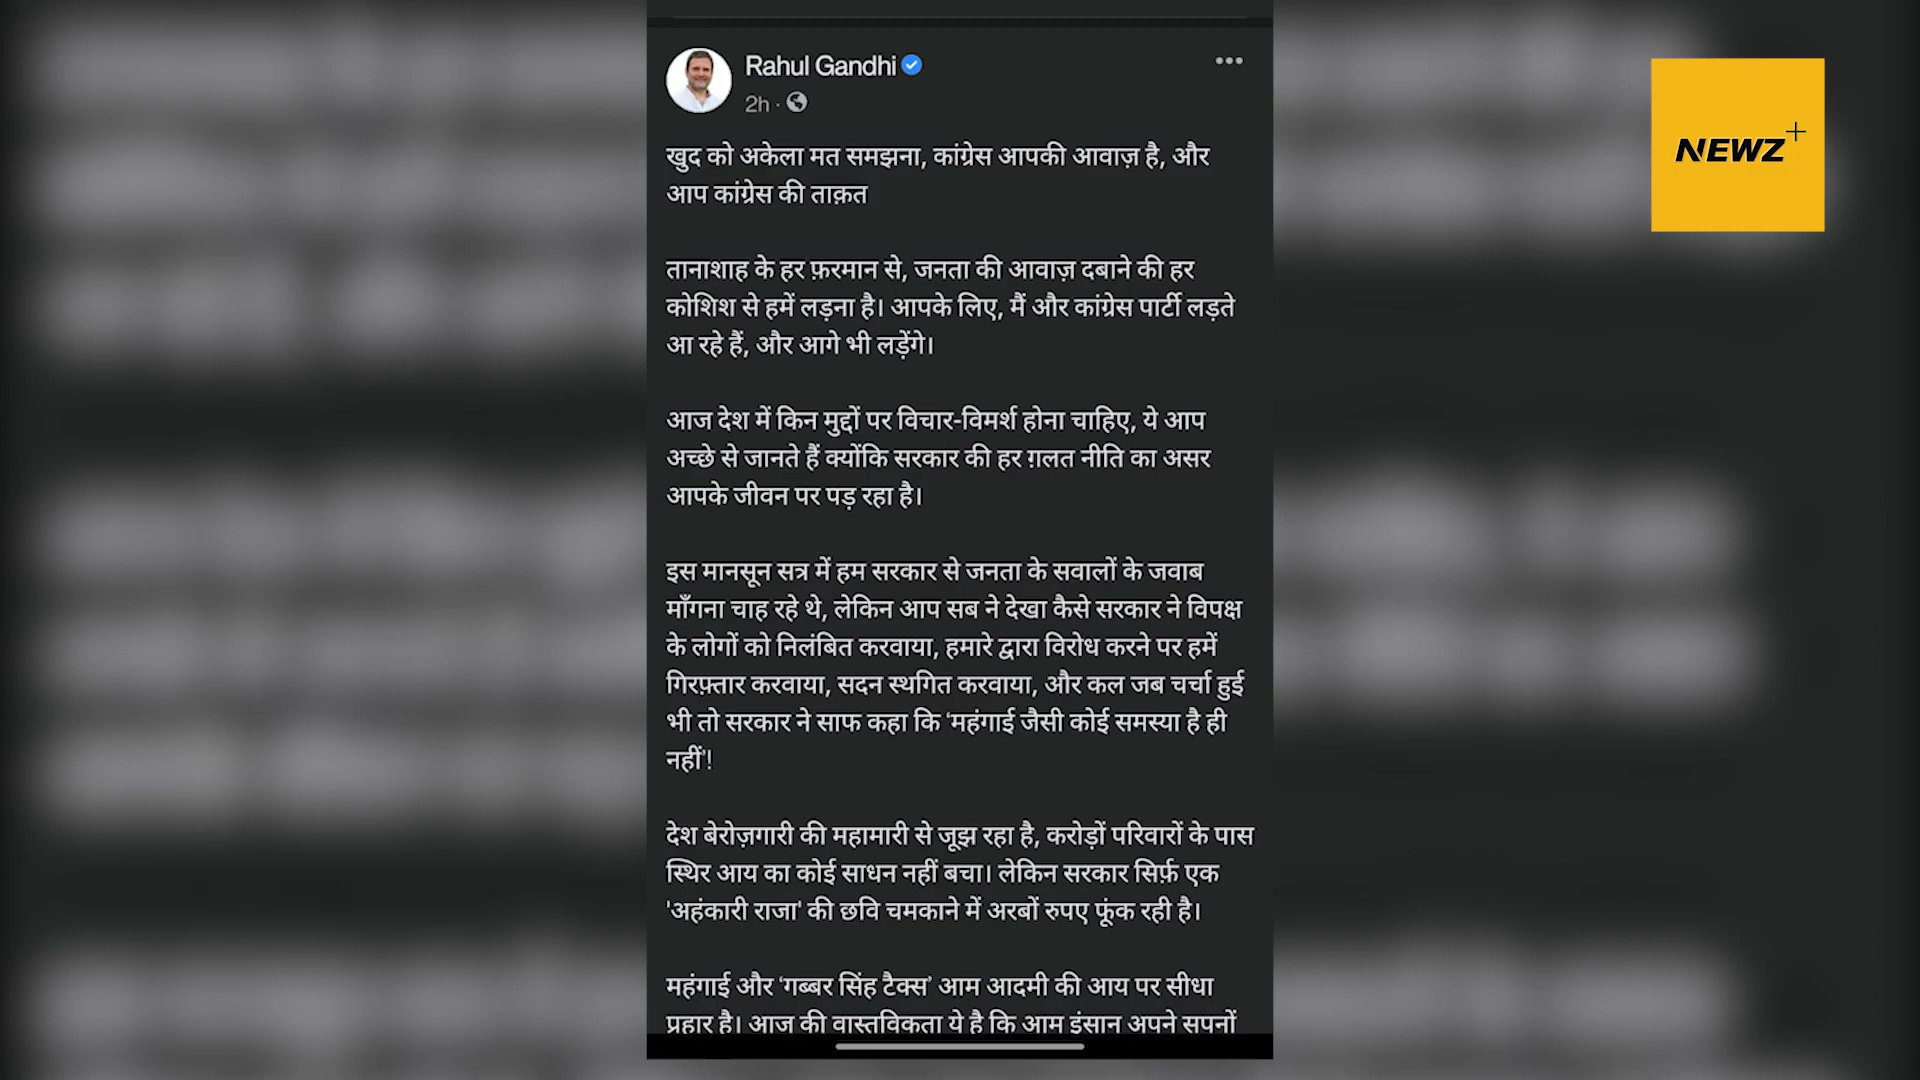 Rahul Gandhi
2h ·
खुद को अकेला मत समझना, कांग्रेस आपकी आवाज़ है, और
आप कांग्रेस की ताक़त
तानाशाह के हर फ़रमान से, जनता की आवाज़ दबाने की हर
कोशिश से हमें लड़ना है। आपके लिए, मैं और कांग्रेस पार्टी लड़ते
आ रहे हैं, और आगे भी लड़ेंगे।
आज देश में किन मुद्दों पर विचार-विमर्श होना चाहिए, ये आप
अच्छे से जानते हैं क्योंकि सरकार की हर ग़लत नीति का असर
आपके जीवन पर पड़ रहा है।
इस मानसून सत्र में हम सरकार से जनता के सवालों के जवाब
माँगना चाह रहे थे, लेकिन आप सब ने देखा कैसे सरकार ने विपक्ष
के लोगों को निलंबित करवाया, हमारे द्वारा विरोध करने पर हमें
गिरफ़्तार करवाया, सदन स्थगित करवाया, और कल जब चर्चा हुई
भी तो सरकार ने साफ कहा कि ‘महंगाई जैसी कोई समस्या है ही
नहीं’!
देश बेरोज़गारी की महामारी से जूझ रहा है, करोड़ों परिवारों के पास
स्थिर आय का कोई साधन नहीं बचा। लेकिन सरकार सिर्फ़ एक
'अहंकारी राजा' की छवि चमकाने में अरबों रुपए फूंक रही है।
महंगाई और ‘गब्बर सिंह टैक्स’ आम आदमी की आय पर सीधा
प्रहार है। आज की वास्तविकता ये है कि आम इंसान अपने सपनों
NEWZ+